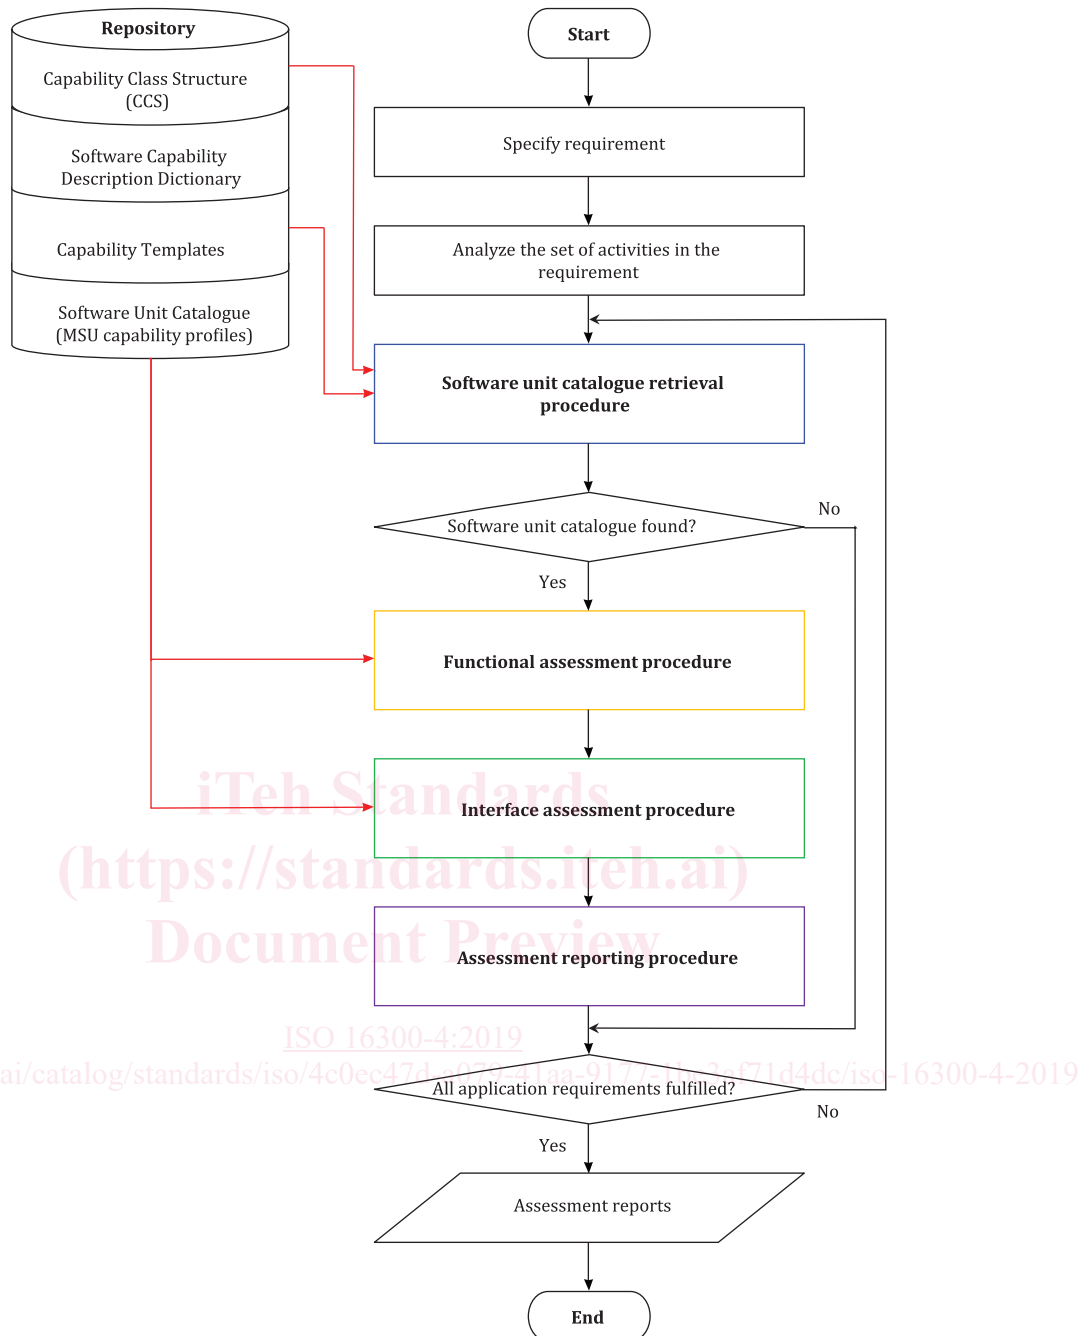 Repository
Capability Class Structure
(CCS)
Software Capability
Description Dictionary
Capability Templates
Software Unit Catalogue
(MSU capability profiles)
Start
Specify requirement
Analyze the set of activities in the
requirement
Software unit catalogue retrieval
procedure
Software unit catalogue found?
No
Yes
Functional assessment procedure
Interface assessment procedure
Assessment reporting procedure
All application requirements fulfilled?
No
Yes
Assessment reports
End
iTeh Standards
(https://standards.iteh.ai)
Document Preview
ISO 16300-4:2019